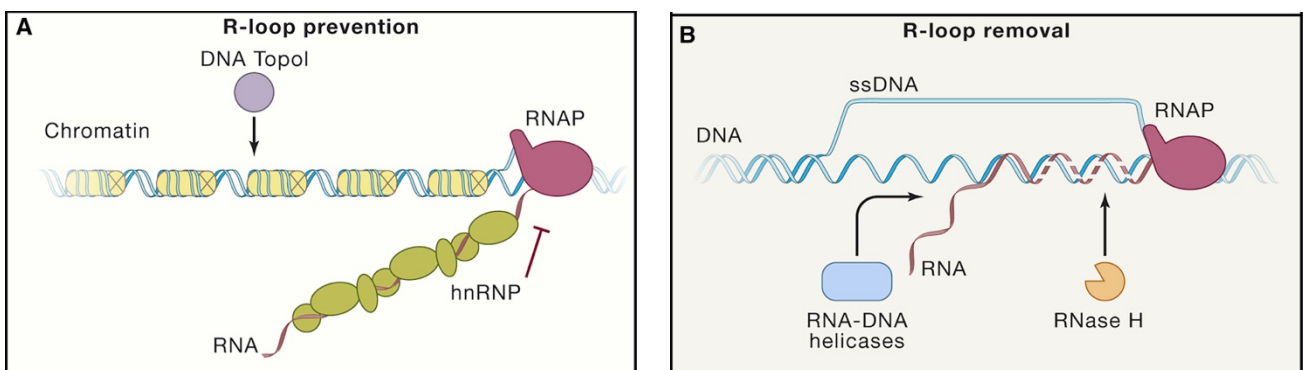 A
R-loop prevention
DNA TopoI
Chromatin
RNAP
hnRNP
RNA
B
R-loop removal
ssDNA
RNAP
DNA
RNA
RNA-DNA
helicases
RNase H